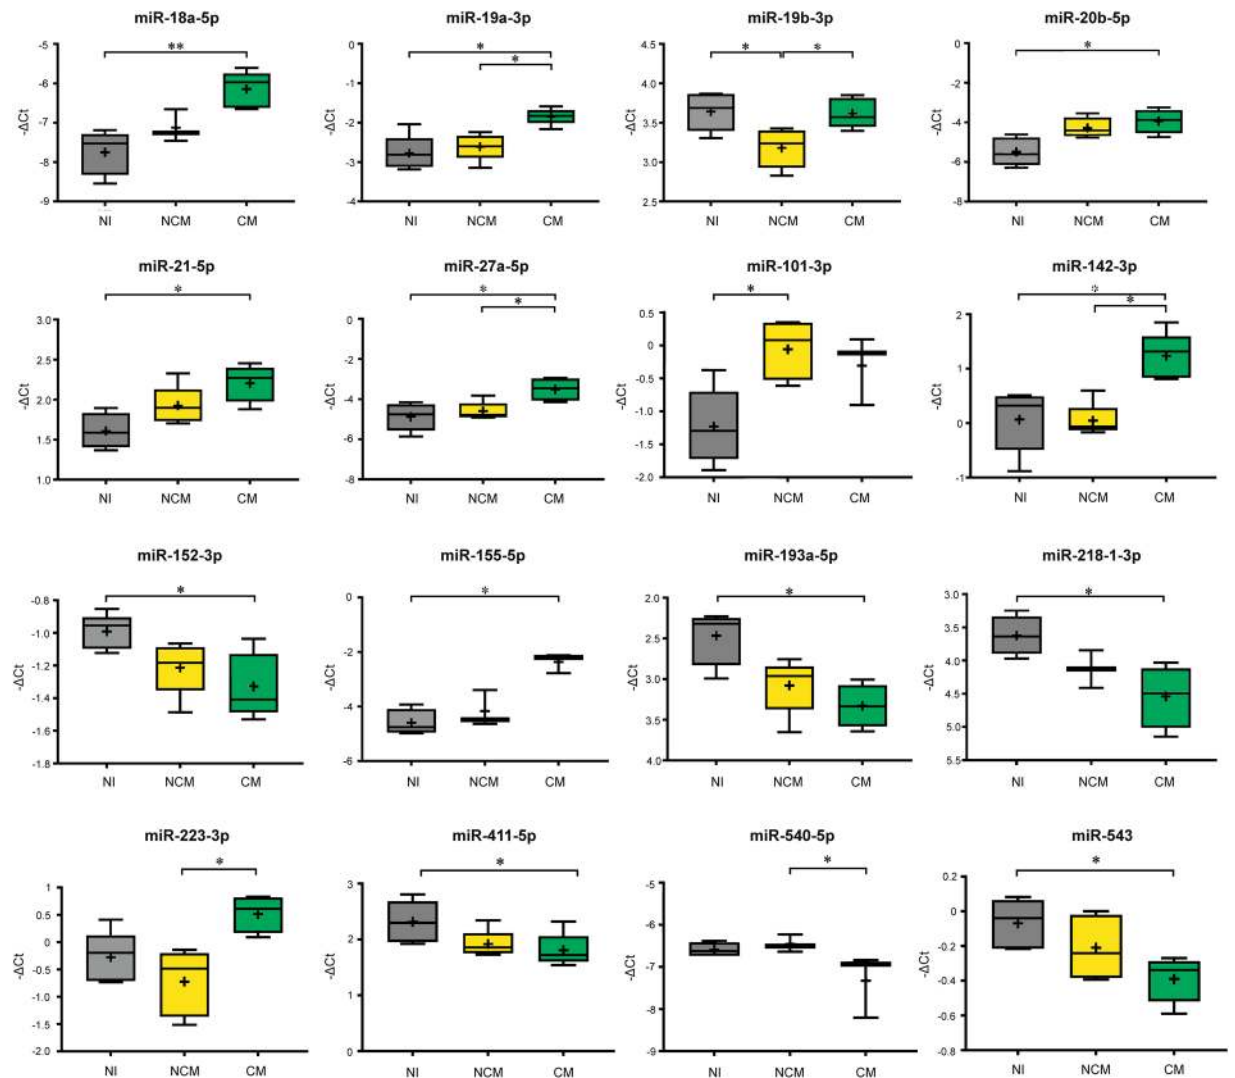 miR-18a-5p
-ΔCt
-5
-6
-7
-8
-9
**
NI
NCM
CM
miR-19a-3p
-ΔCt
0
-1
-2
-3
-4
*
*
NI
NCM
CM
miR-19b-3p
-ΔCt
4.5
4.0
3.5
3.0
2.5
*
*
NI
NCM
CM
miR-20b-5p
-ΔCt
0
-2
-4
-6
-8
*
NI
NCM
CM
miR-21-5p
-ΔCt
3.0
2.5
2.0
1.5
1.0
*
NI
NCM
CM
miR-27a-5p
-ΔCt
0
-2
-4
-6
-8
*
*
NI
NCM
CM
miR-101-3p
-ΔCt
0.5
0
-0.5
-1.0
-1.5
-2.0
*
NI
NCM
CM
miR-142-3p
-ΔCt
2
1
0
-1
*
*
NI
NCM
CM
miR-152-3p
-ΔCt
-0.8
-1.0
-1.2
-1.4
-1.6
-1.8
*
NI
NCM
CM
miR-155-5p
-ΔCt
0
-2
-4
-6
*
NI
NCM
CM
miR-193a-5p
-ΔCt
2.0
2.5
3.0
3.5
4.0
*
NI
NCM
CM
miR-218-1-3p
-ΔCt
3.0
3.5
4.0
4.5
5.0
5.5
*
NI
NCM
CM
miR-223-3p
-ΔCt
1
0.5
0
-0.5
-1.0
-1.5
-2.0
*
NI
NCM
CM
miR-411-5p
-ΔCt
3
2
1
0
*
NI
NCM
CM
miR-540-5p
-ΔCt
-5
-6
-7
-8
-9
*
NI
NCM
CM
miR-543
-ΔCt
0.2
0
-0.2
-0.4
-0.6
-0.8
*
NI
NCM
CM